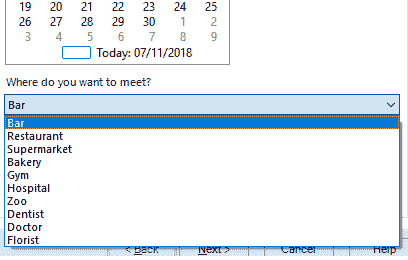 19 20 21 22 23 24 25
26 27 28 29 30 1 2
3 4 5 6 7 8 9
Today: 07/11/2018
Where do you want to meet?
Bar
Bar
Restaurant
Supermarket
Bakery
Gym
Hospital
Zoo
Dentist
Doctor
Florist
< Back Next > Cancel Help